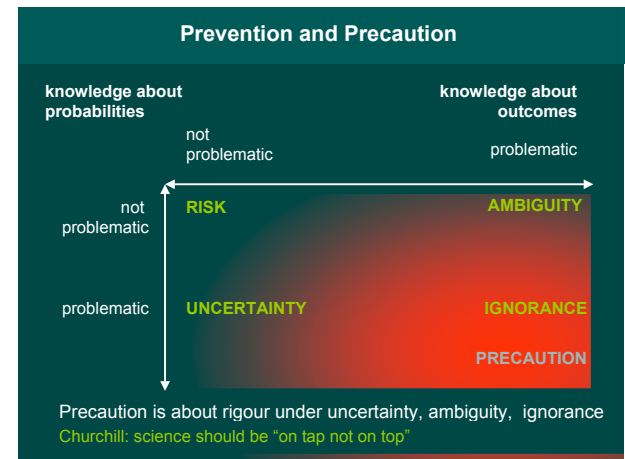 Prevention and Precaution
knowledge about
probabilities
knowledge about
outcomes
not
problematic
problematic
not
problematic
RISK
AMBIGUITY
problematic
UNCERTAINTY
IGNORANCE
PRECAUTION
Precaution is about rigour under uncertainty, ambiguity, ignorance
Churchill: science should be “on tap not on top”